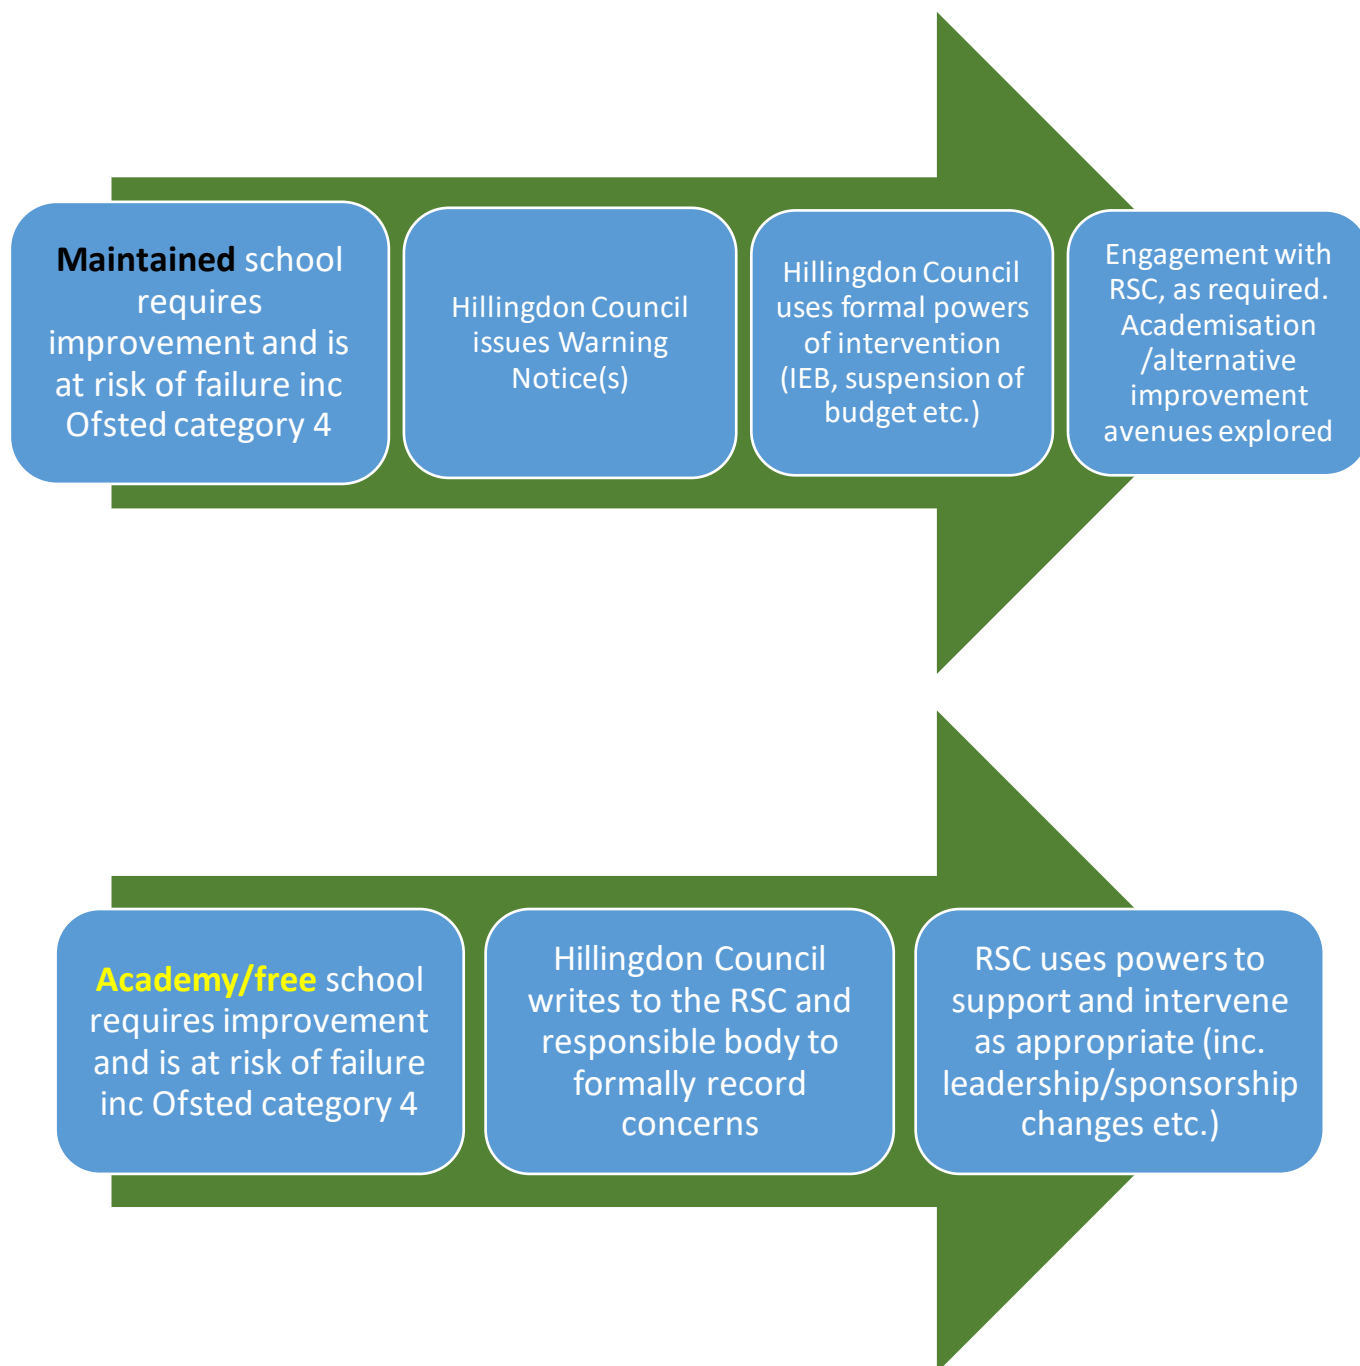 Maintained school
requires
improvement and is
at risk of failure inc
Ofsted category 4
Hillingdon Council
issues Warning
Notice(s)
Hillingdon Council
uses formal powers
of intervention
(IEB, suspension of
budget etc.)
Engagement with
RSC, as required.
Academisation
/alternative
improvement
avenues explored
Academy/free school
requires improvement
and is at risk of failure
inc Ofsted category 4
Hillingdon Council
writes to the RSC and
responsible body to
formally record
concerns
RSC uses powers to
support and intervene
as appropriate (inc.
leadership/sponsorship
changes etc.)